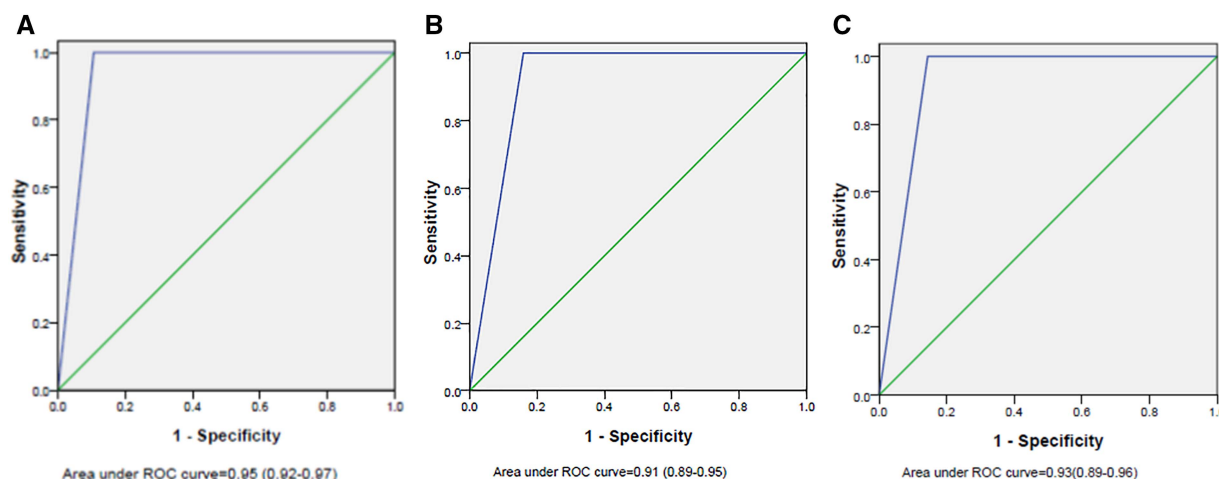 A
B
C
1.0
0.8
0.6
0.4
0.2
0.0
Sensitivity
0.0 0.2 0.4 0.6 0.8 1.0
1 - Specificity
Area under ROC curve=0.95 (0.92-0.97)
1.0
0.8
0.6
0.4
0.2
0.0
Sensitivity
0.0 0.2 0.4 0.6 0.8 1.0
1 - Specificity
Area under ROC curve=0.91 (0.89-0.95)
1.0
0.8
0.6
0.4
0.2
0.0
Sensitivity
0.0 0.2 0.4 0.6 0.8 1.
1 - Specificity
Area under ROC curve=0.93(0.89-0.96)